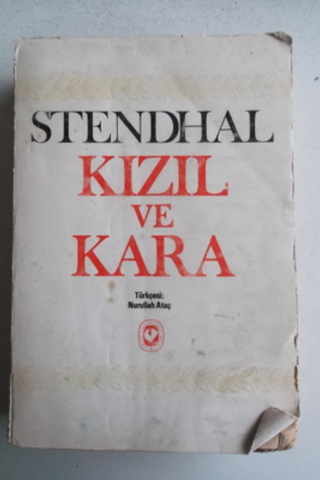 STENDHAL
KIZIL
VE
KARA
Türkçesi:
Nurullah Ataç